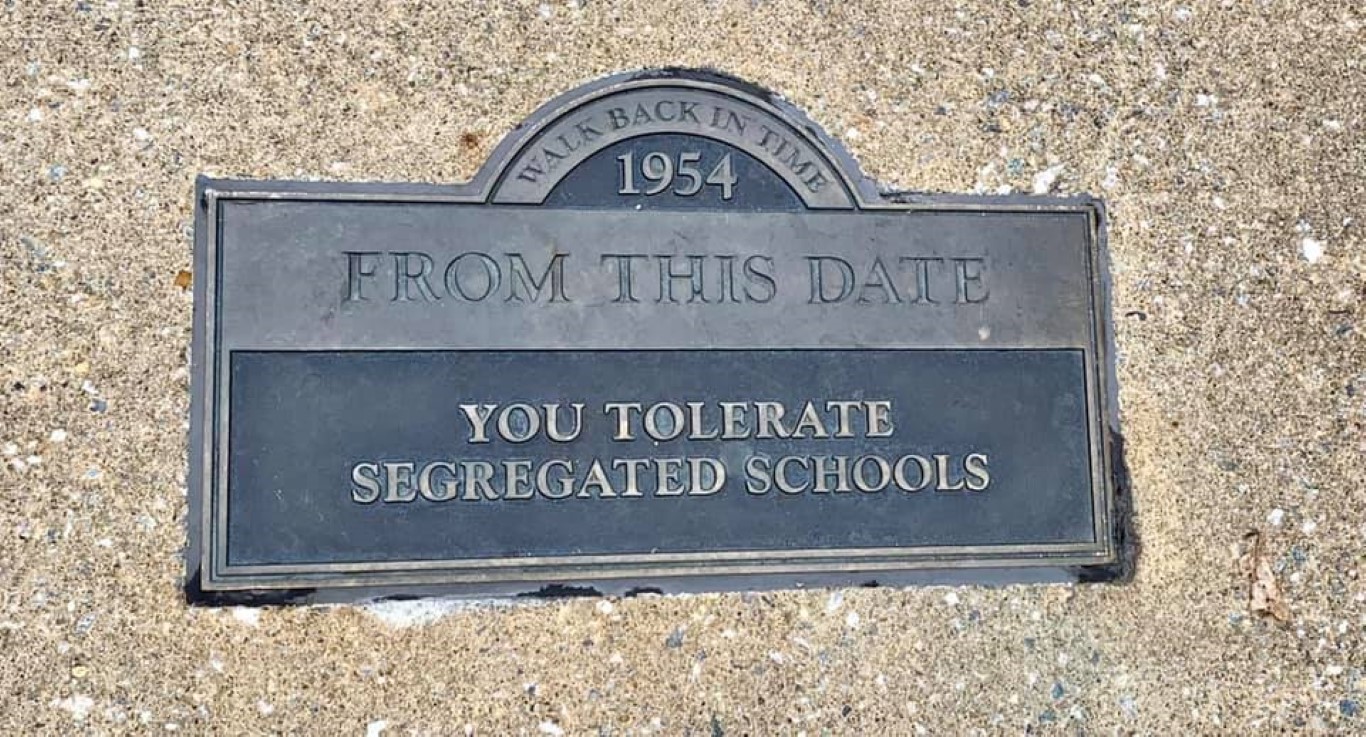 WALK BACK IN TIME
1954
FROM THIS DATE
YOU TOLERATE
SEGREGATED SCHOOLS